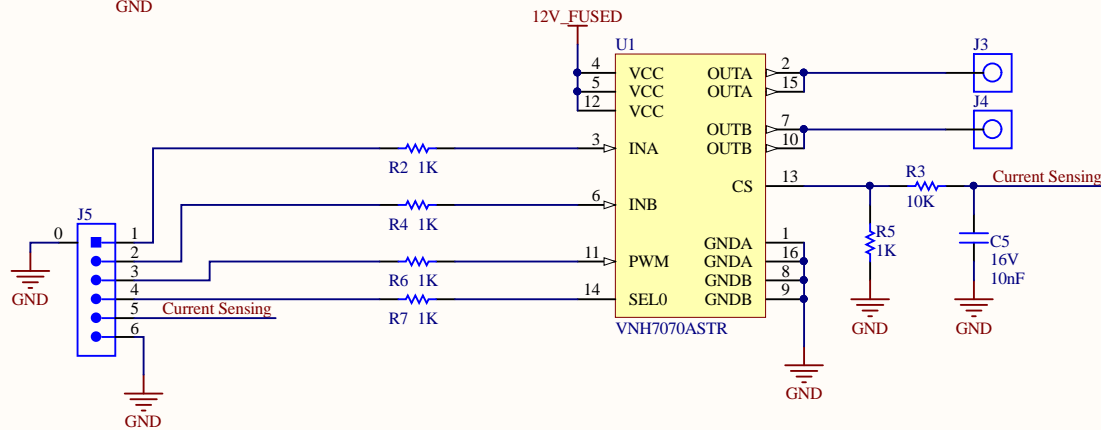 GND
12V_FUSED
U1
J3
4 VCC OUTA 2
5 VCC OUTA 15
12 VCC
J4
OUTB 7
3 INA OUTB 10
R2 1K
CS 13
R3
10K
Current Sensing
6 INB
R4 1K
J5
0 1
2
3
4
5
6
R5
1K
C5
16V
10nF
GNDA 1
11 PWM GNDA 16
R6 1K
GNDB 8
14 SEL0 GNDB 9
R7 1K
Current Sensing
VNH7070ASTR
GND
GND
GND
GND
GND